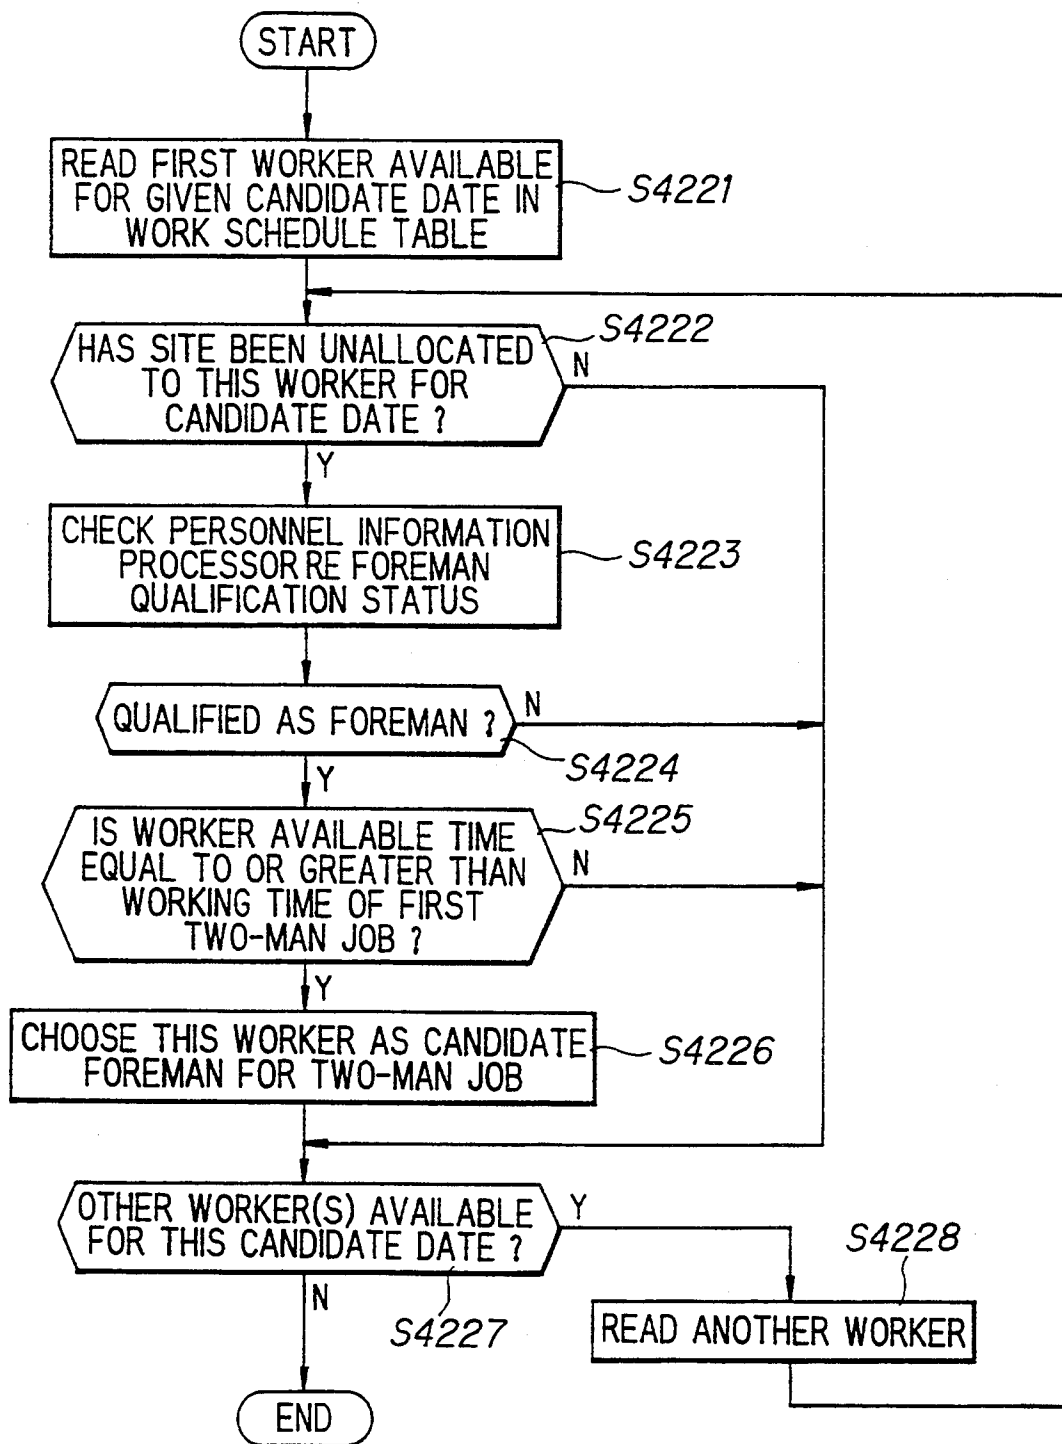 START
READ FIRST WORKER AVAILABLE
FOR GIVEN CANDIDATE DATE IN
WORK SCHEDULE TABLE
S4221
HAS SITE BEEN UNALLOCATED
TO THIS WORKER FOR
CANDIDATE DATE ?
S4222
N
Y
CHECK PERSONNEL INFORMATION
PROCESSOR RE FOREMAN
QUALIFICATION STATUS
S4223
QUALIFIED AS FOREMAN ?
N
S4224
Y
IS WORKER AVAILABLE TIME
EQUAL TO OR GREATER THAN
WORKING TIME OF FIRST
TWO-MAN JOB ?
S4225
N
Y
CHOOSE THIS WORKER AS CANDIDATE
FOREMAN FOR TWO-MAN JOB
S4226
OTHER WORKER(S) AVAILABLE
FOR THIS CANDIDATE DATE ?
Y
S4227
N
S4228
READ ANOTHER WORKER
END